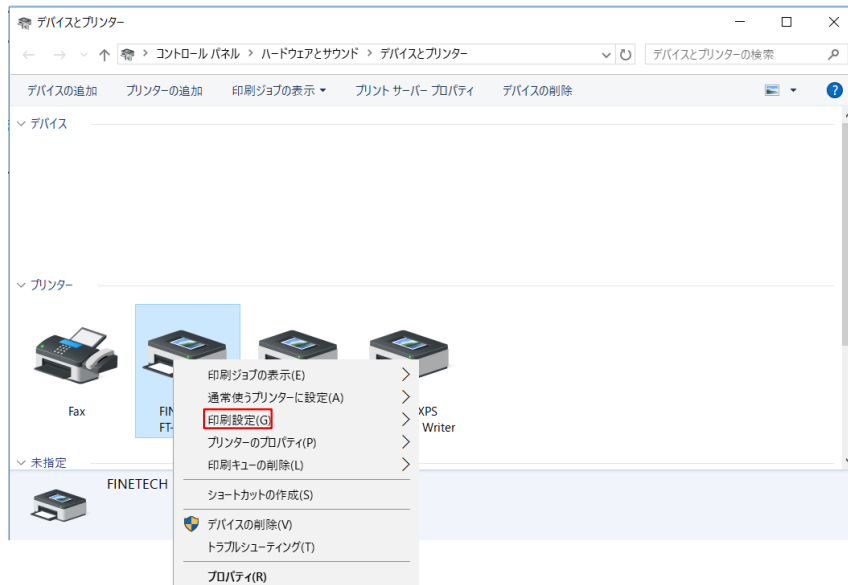 デバイスとプリンター
コントロール パネル › ハードウェアとサウンド › デバイスとプリンター
デバイスとプリンターの検索
デバイスの追加 プリンターの追加 印刷ジョブの表示 プリント サーバー プロパティ デバイスの削除
デバイス
プリンター
印刷ジョブの表示(E)
通常使うプリンターに設定(A)
Fax FIN 印刷設定(G) XPS
FT- Writer
プリンターのプロパティ(P)
未指定 印刷キューの削除(L)
FINETECH
ショートカットの作成(S)
デバイスの削除(V)
トラブルシューティング(T)
プロパティ(R)